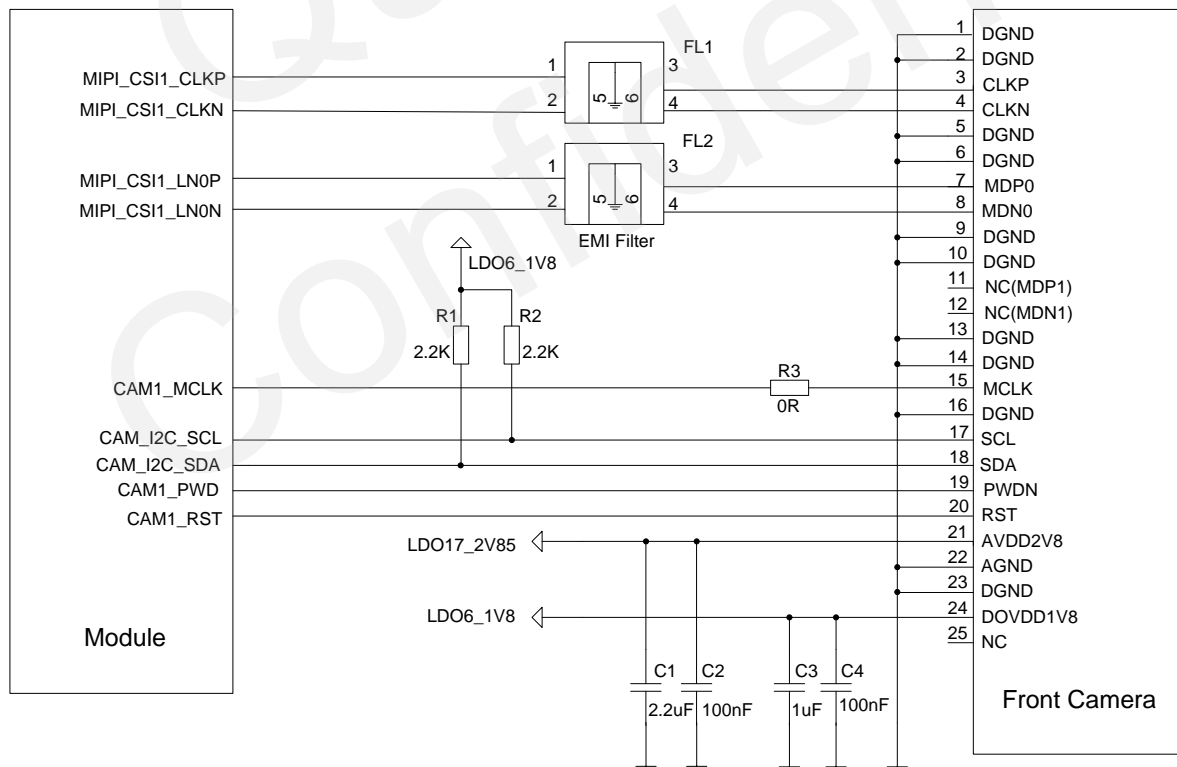 Qu
Confiden
Module
MIPI_CSI1_CLKP
MIPI_CSI1_CLKN
MIPI_CSI1_LN0P
MIPI_CSI1_LN0N
CAM1_MCLK
CAM_I2C_SCL
CAM_I2C_SDA
CAM1_PWD
CAM1_RST
FL1
1 3
2 5 6 4
FL2
1 3
2 5 6 4
EMI Filter
LDO6_1V8
R1 R2
2.2K 2.2K
R3
0R
LDO17_2V85
LDO6_1V8
C1 C2 C3 C4
2.2uF 100nF 1uF 100nF
1 DGND
2 DGND
3 CLKP
4 CLKN
5 DGND
6 DGND
7 MDP0
8 MDN0
9 DGND
10 DGND
11 NC(MDP1)
12 NC(MDN1)
13 DGND
14 DGND
15 MCLK
16 DGND
17 SCL
18 SDA
19 PWDN
20 RST
21 AVDD2V8
22 AGND
23 DGND
24 DOVDD1V8
25 NC
Front Camera